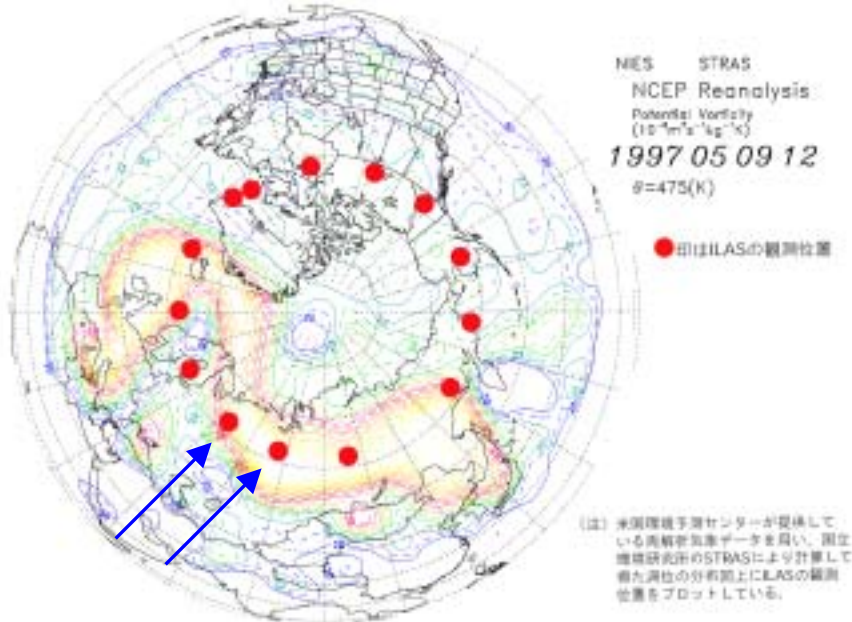 NIES STRAS
NCEP Reanalysis
Potential Vorticity
(10⁻⁶m²s⁻¹kg⁻¹K)
1997 05 09 12
θ=475(K)
印はILASの観測位置
(注) 米国環境予測センターが提供して
いる再解析気象データを用い、国立
環境研究所のSTRASにより計算して
得た渦位の分布図上にILASの観測
位置をプロットしている。